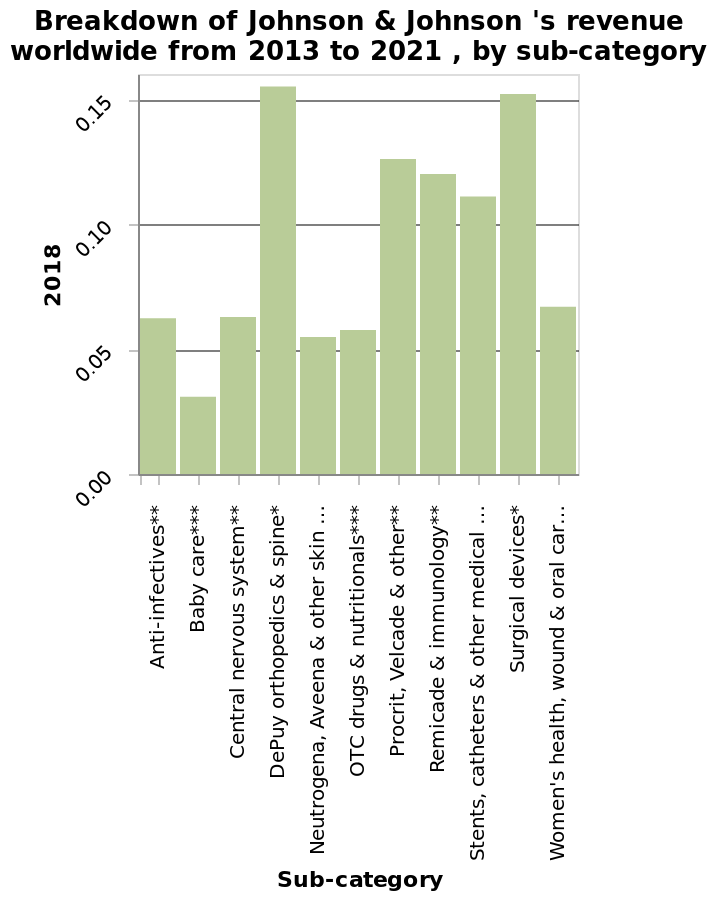 Breakdown of Johnson & Johnson 's revenue
worldwide from 2013 to 2021 , by sub-category
0.15
0.10
0.05
0.00
2018
Anti-infectives**
Baby care***
Central nervous system**
DePuy orthopedics & spine*
Neutrogena, Aveena & other skin ...
OTC drugs & nutritionals***
Procrit, Velcade & other**
Remicade & immunology**
Stents, catheters & other medical ...
Surgical devices*
Women's health, wound & oral car...
Sub-category